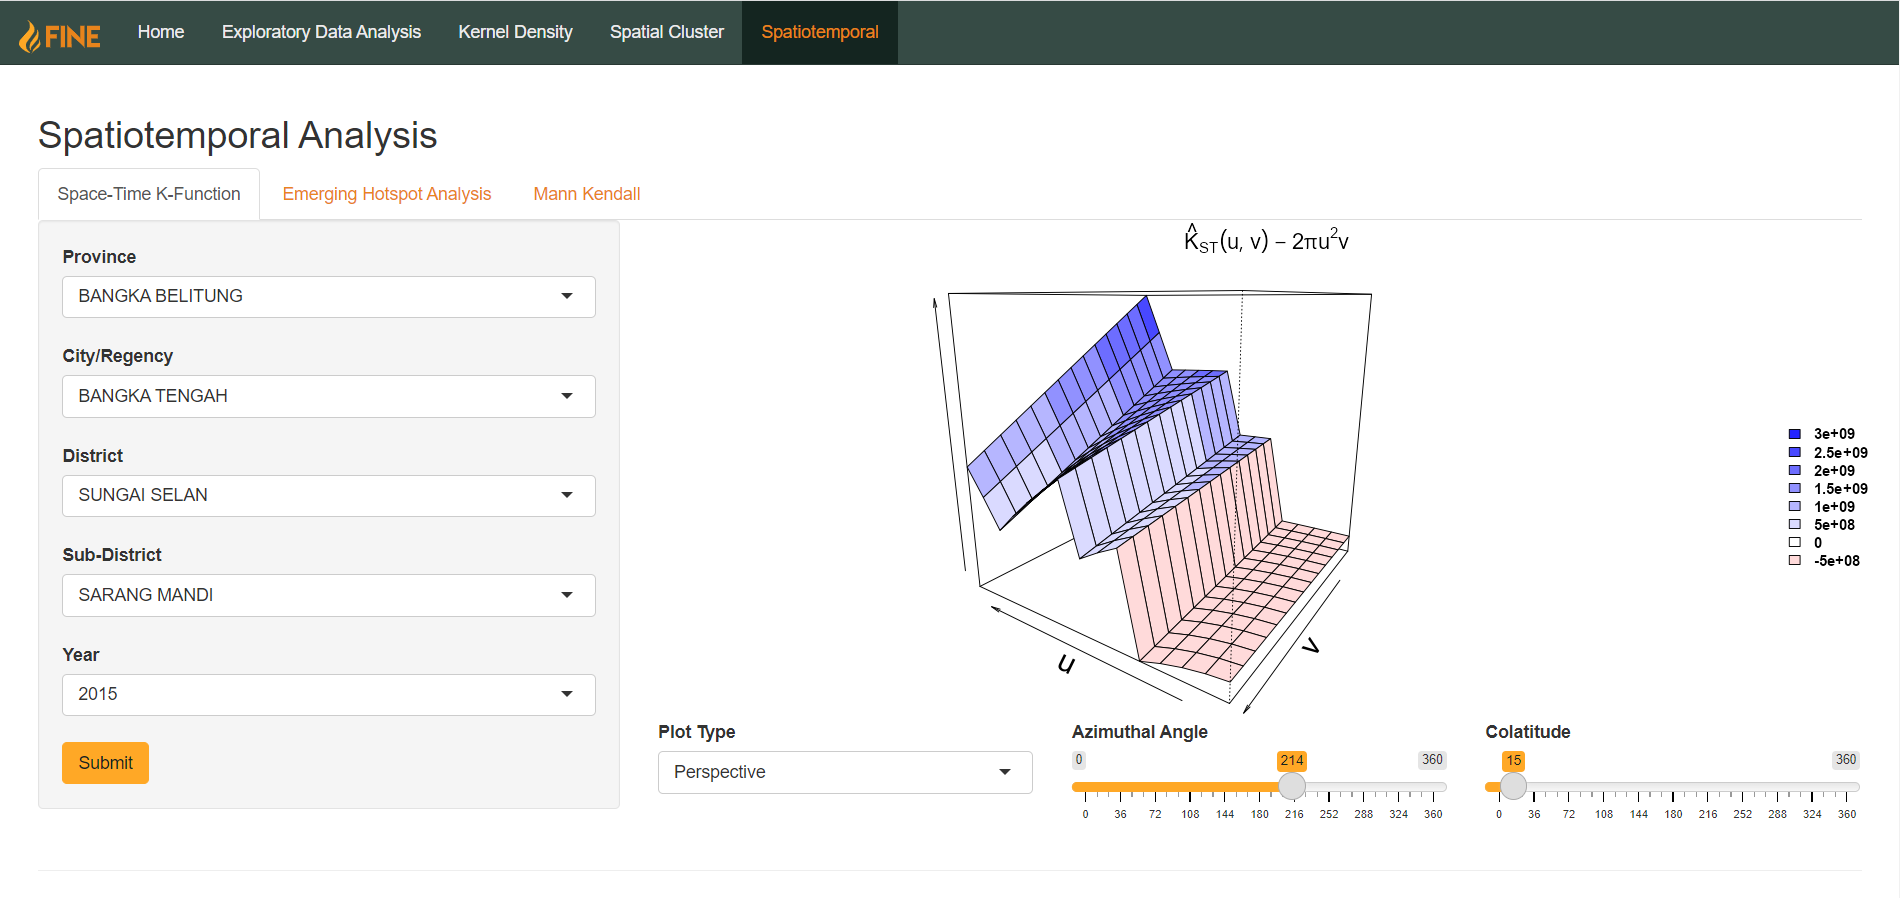 FINE Home Exploratory Data Analysis Kernel Density Spatial Cluster Spatiotemporal
Spatiotemporal Analysis
Space-Time K-Function Emerging Hotspot Analysis Mann Kendall
Province
BANGKA BELITUNG
City/Regency
BANGKA TENGAH
District
SUNGAI SELAN
Sub-District
SARANG MANDI
Year
2015
Submit
K̂ST(u, v) − 2πu²v
u
v
3e+09
2.5e+09
2e+09
1.5e+09
1e+09
5e+08
0
-5e+08
Plot Type
Perspective
Azimuthal Angle
0 214 360
0 36 72 108 144 180 216 252 288 324 360
Colatitude
15 360
0 36 72 108 144 180 216 252 288 324 360